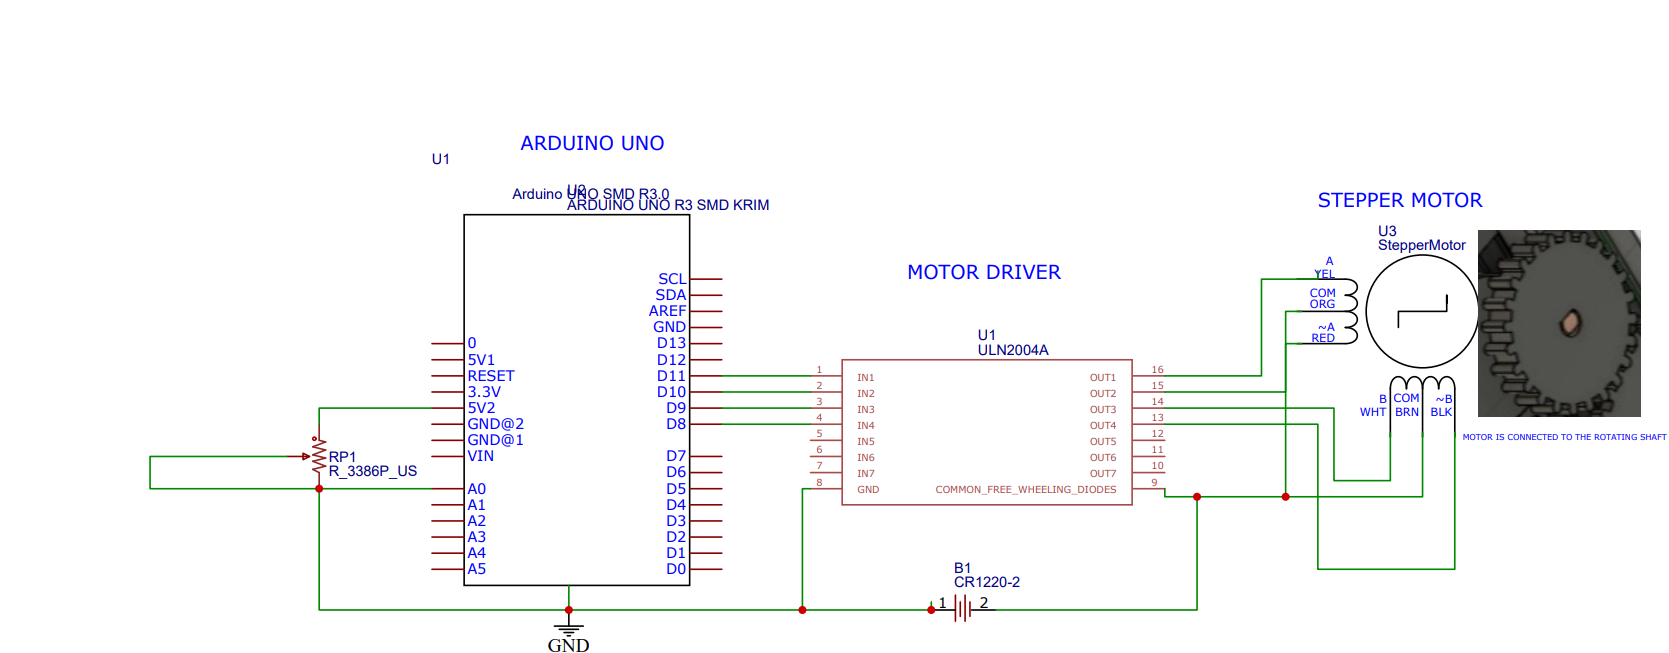 ARDUINO UNO
U1
U2
Arduino UNO SMD R3.0
ARDUINO UNO R3 SMD KRIM
SCL
SDA
AREF
GND
D13
D12
D11
D10
D9
D8
D7
D6
D5
D4
D3
D2
D1
D0
0
5V1
RESET
3.3V
5V2
GND@2
GND@1
VIN
A0
A1
A2
A3
A4
A5
RP1
R_3386P_US
GND
MOTOR DRIVER
U1
ULN2004A
1 IN1
2 IN2
3 IN3
4 IN4
5 IN5
6 IN6
7 IN7
8 GND
OUT1 16
OUT2 15
OUT3 14
OUT4 13
OUT5 12
OUT6 11
OUT7 10
COMMON_FREE_WHEELING_DIODES 9
B1
CR1220-2
1 2
STEPPER MOTOR
U3
StepperMotor
A
YEL
COM
ORG
~A
RED
B
WHT
COM
BRN
~B
BLK
MOTOR IS CONNECTED TO THE ROTATING SHAFT